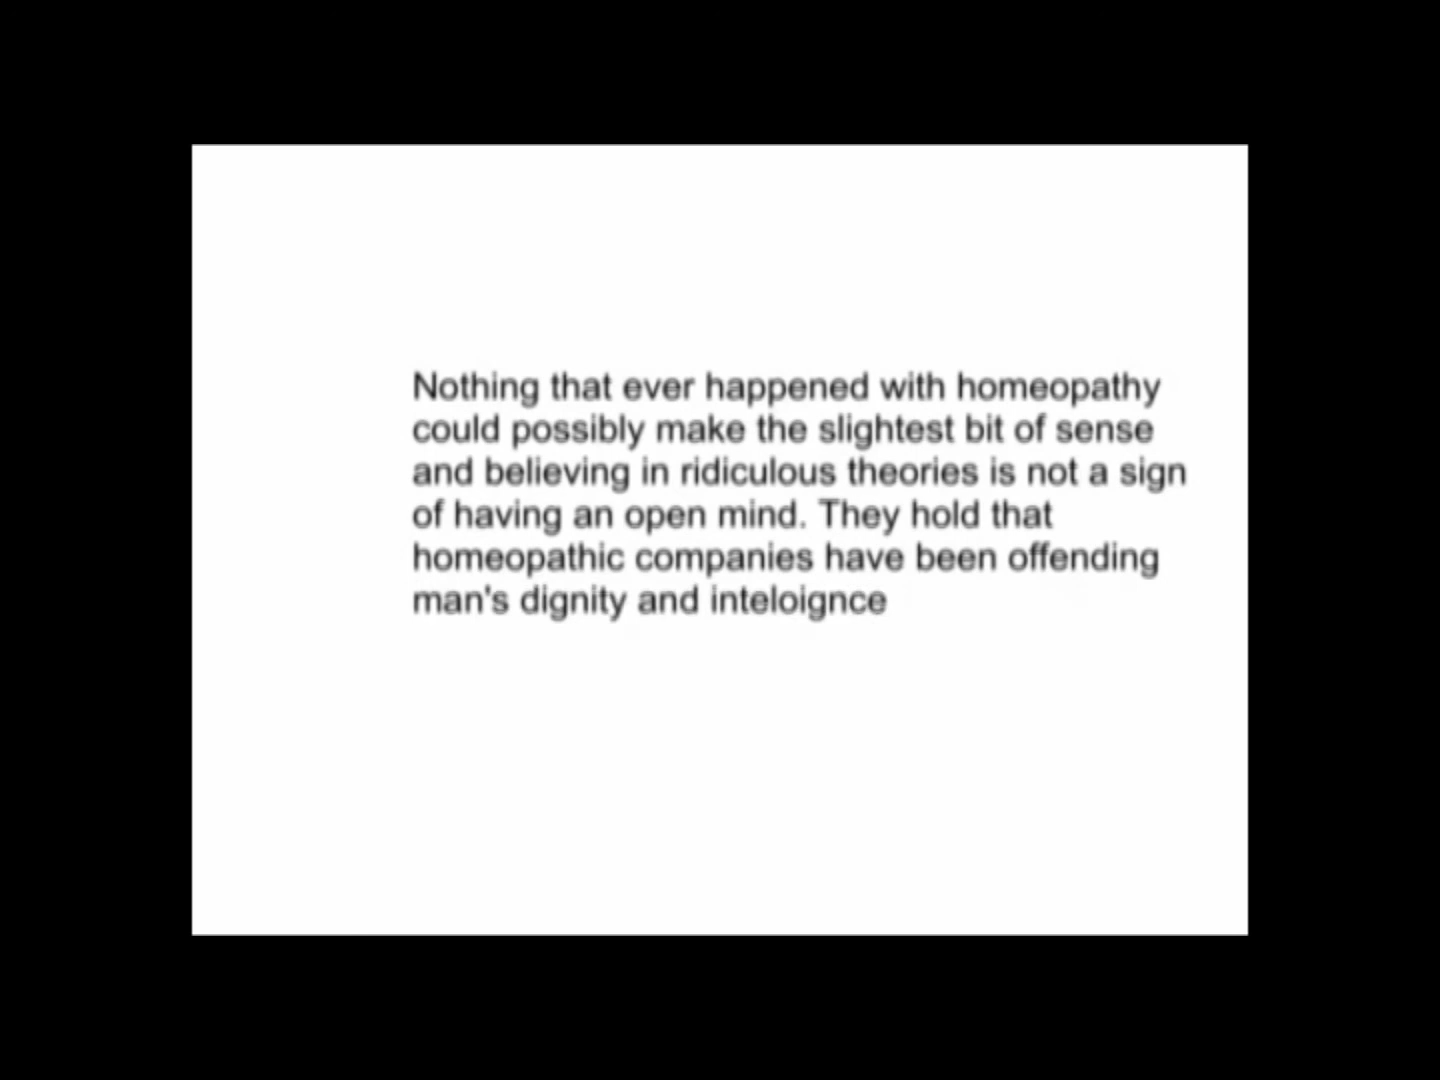 Nothing that ever happened with homeopathy
could possibly make the slightest bit of sense
and believing in ridiculous theories is not a sign
of having an open mind. They hold that
homeopathic companies have been offending
man's dignity and inteloignce